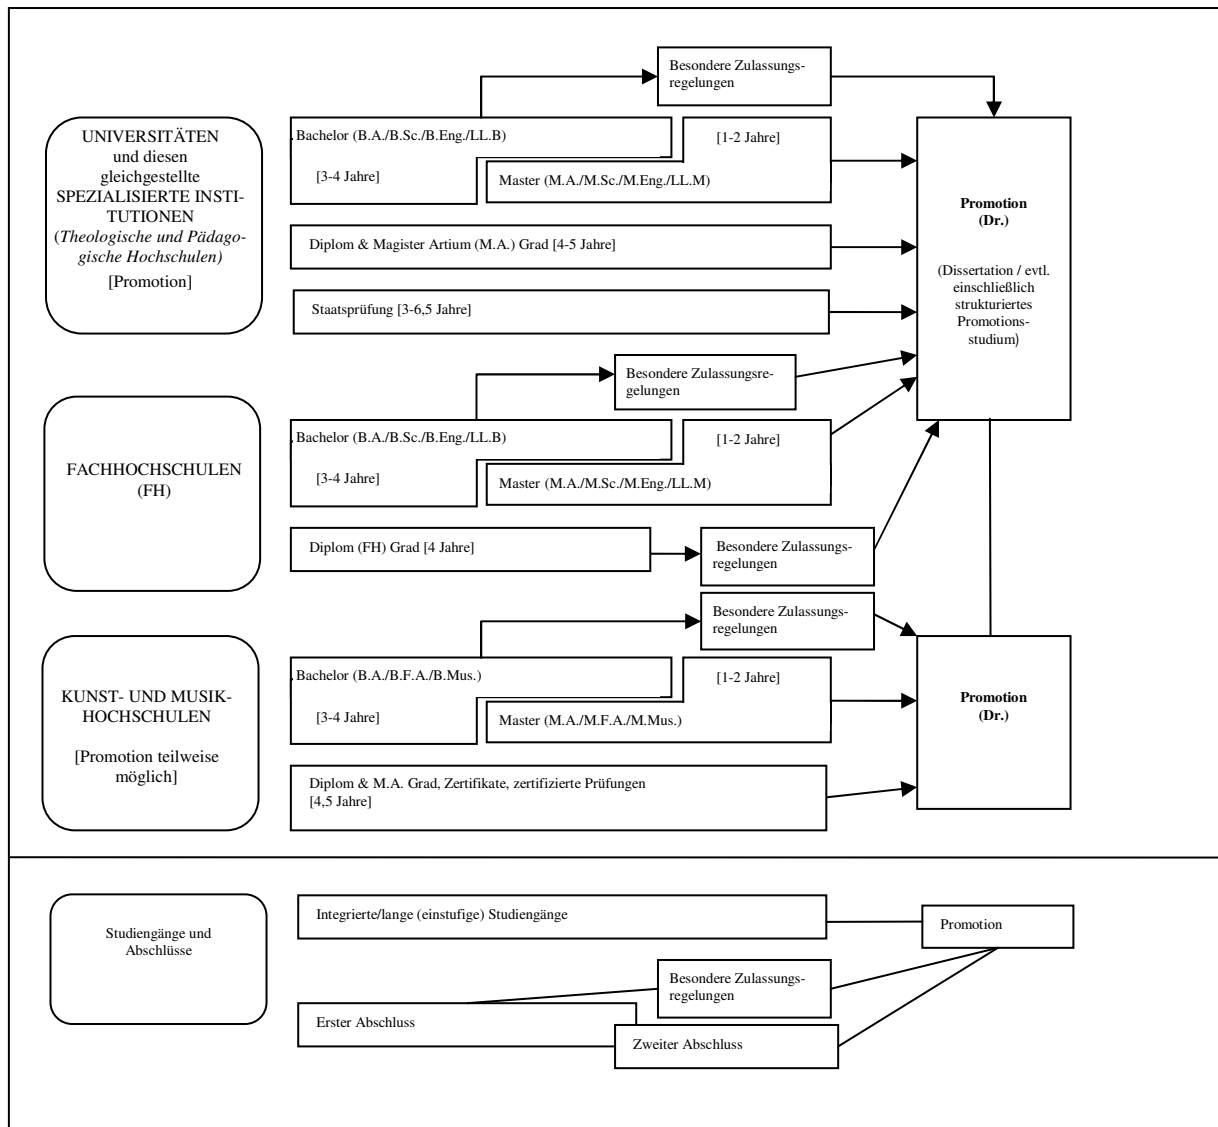 Besondere Zulassungs-
regelungen
UNIVERSITÄTEN
und diesen
gleichgestellte
SPEZIALISIERTE INSTI-
TUTIONEN
(Theologische und Pädago-
gische Hochschulen)
[Promotion]
Bachelor (B.A./B.Sc./B.Eng./LL.B)
[3-4 Jahre]
[1-2 Jahre]
Master (M.A./M.Sc./M.Eng./LL.M)
Diplom & Magister Artium (M.A.) Grad [4-5 Jahre]
Staatsprüfung [3-6,5 Jahre]
Promotion
(Dr.)
(Dissertation / evtl.
einschließlich
strukturiertes
Promotions-
studium)
Besondere Zulassungsre-
gelungen
FACHHOCHSCHULEN
(FH)
Bachelor (B.A./B.Sc./B.Eng./LL.B)
[3-4 Jahre]
[1-2 Jahre]
Master (M.A./M.Sc./M.Eng./LL.M)
Diplom (FH) Grad [4 Jahre]
Besondere Zulassungs-
regelungen
Besondere Zulassungs-
regelungen
KUNST- UND MUSIK-
HOCHSCHULEN
[Promotion teilweise
möglich]
Bachelor (B.A./B.F.A./B.Mus.)
[3-4 Jahre]
[1-2 Jahre]
Master (M.A./M.F.A./M.Mus.)
Diplom & M.A. Grad, Zertifikate, zertifizierte Prüfungen
[4,5 Jahre]
Promotion
(Dr.)
Studiengänge und
Abschlüsse
Integrierte/lange (einstufige) Studiengänge
Promotion
Besondere Zulassungs-
regelungen
Erster Abschluss
Zweiter Abschluss